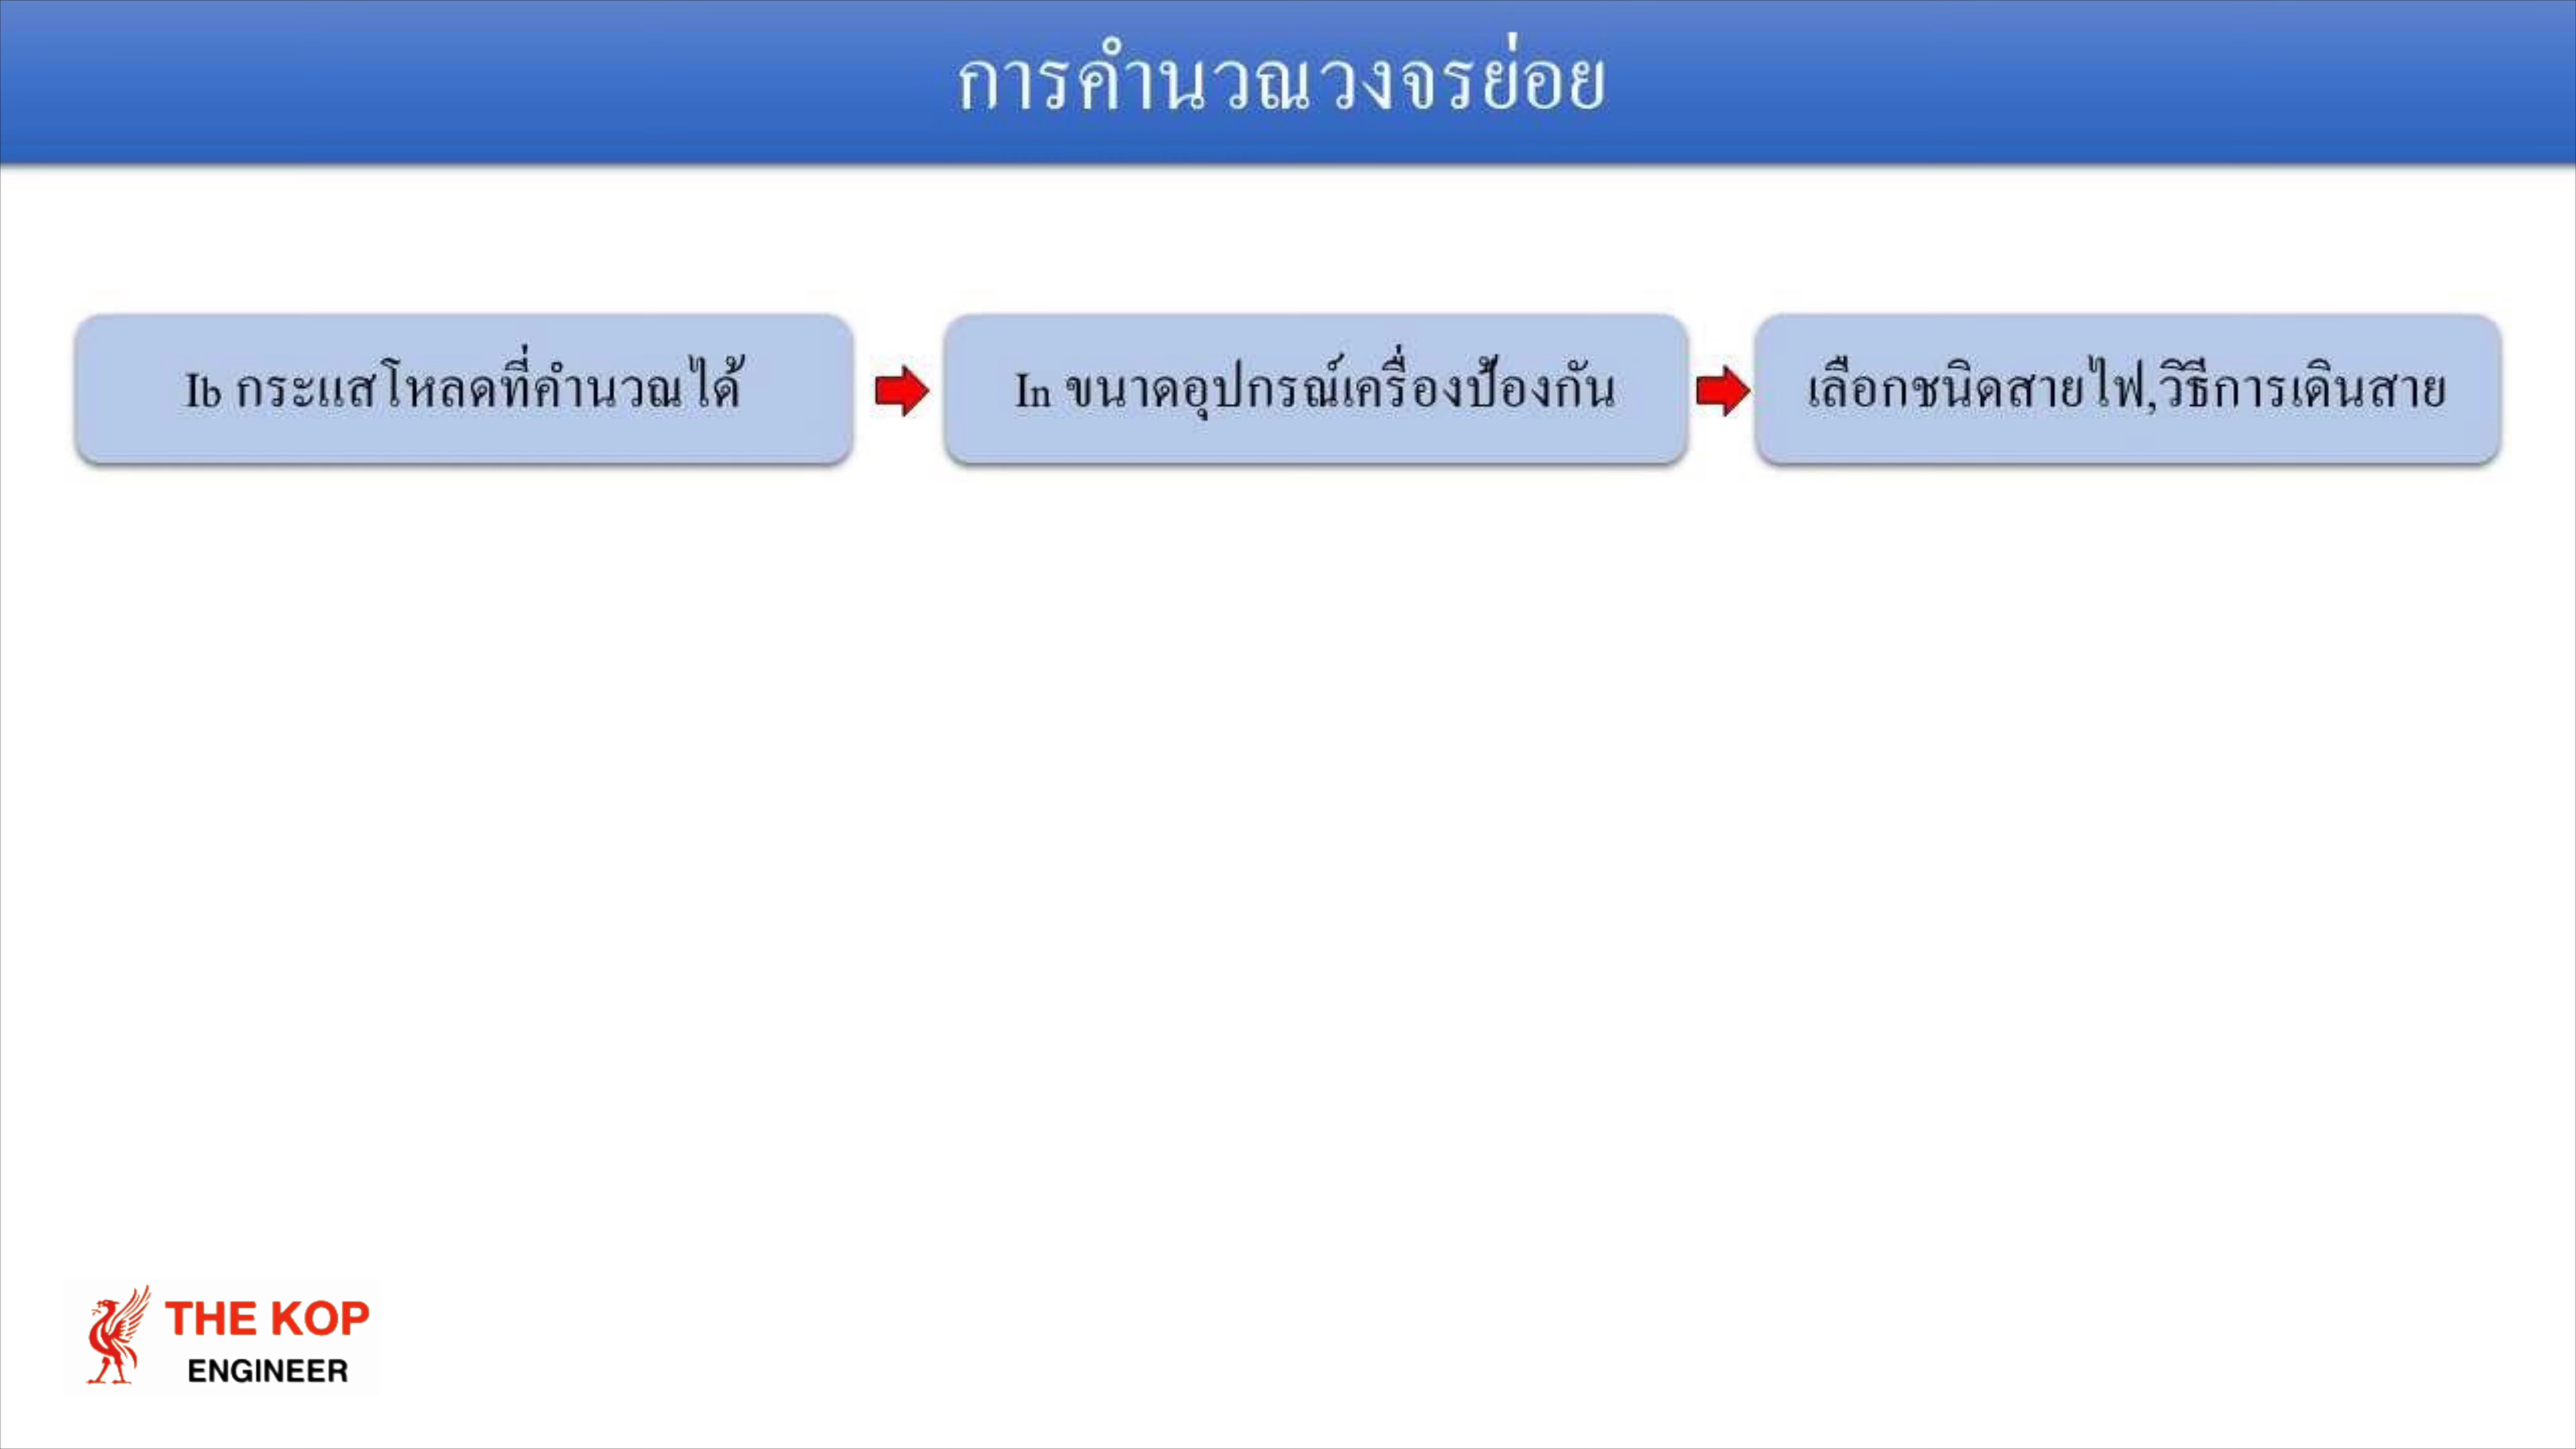 การคำนวณวงจรย่อย
Ib กระแสโหลดที่คำนวณได้
In ขนาดอุปกรณ์เครื่องป้องกัน
เลือกชนิดสายไฟ,วิธีการเดินสาย
THE KOP
ENGINEER